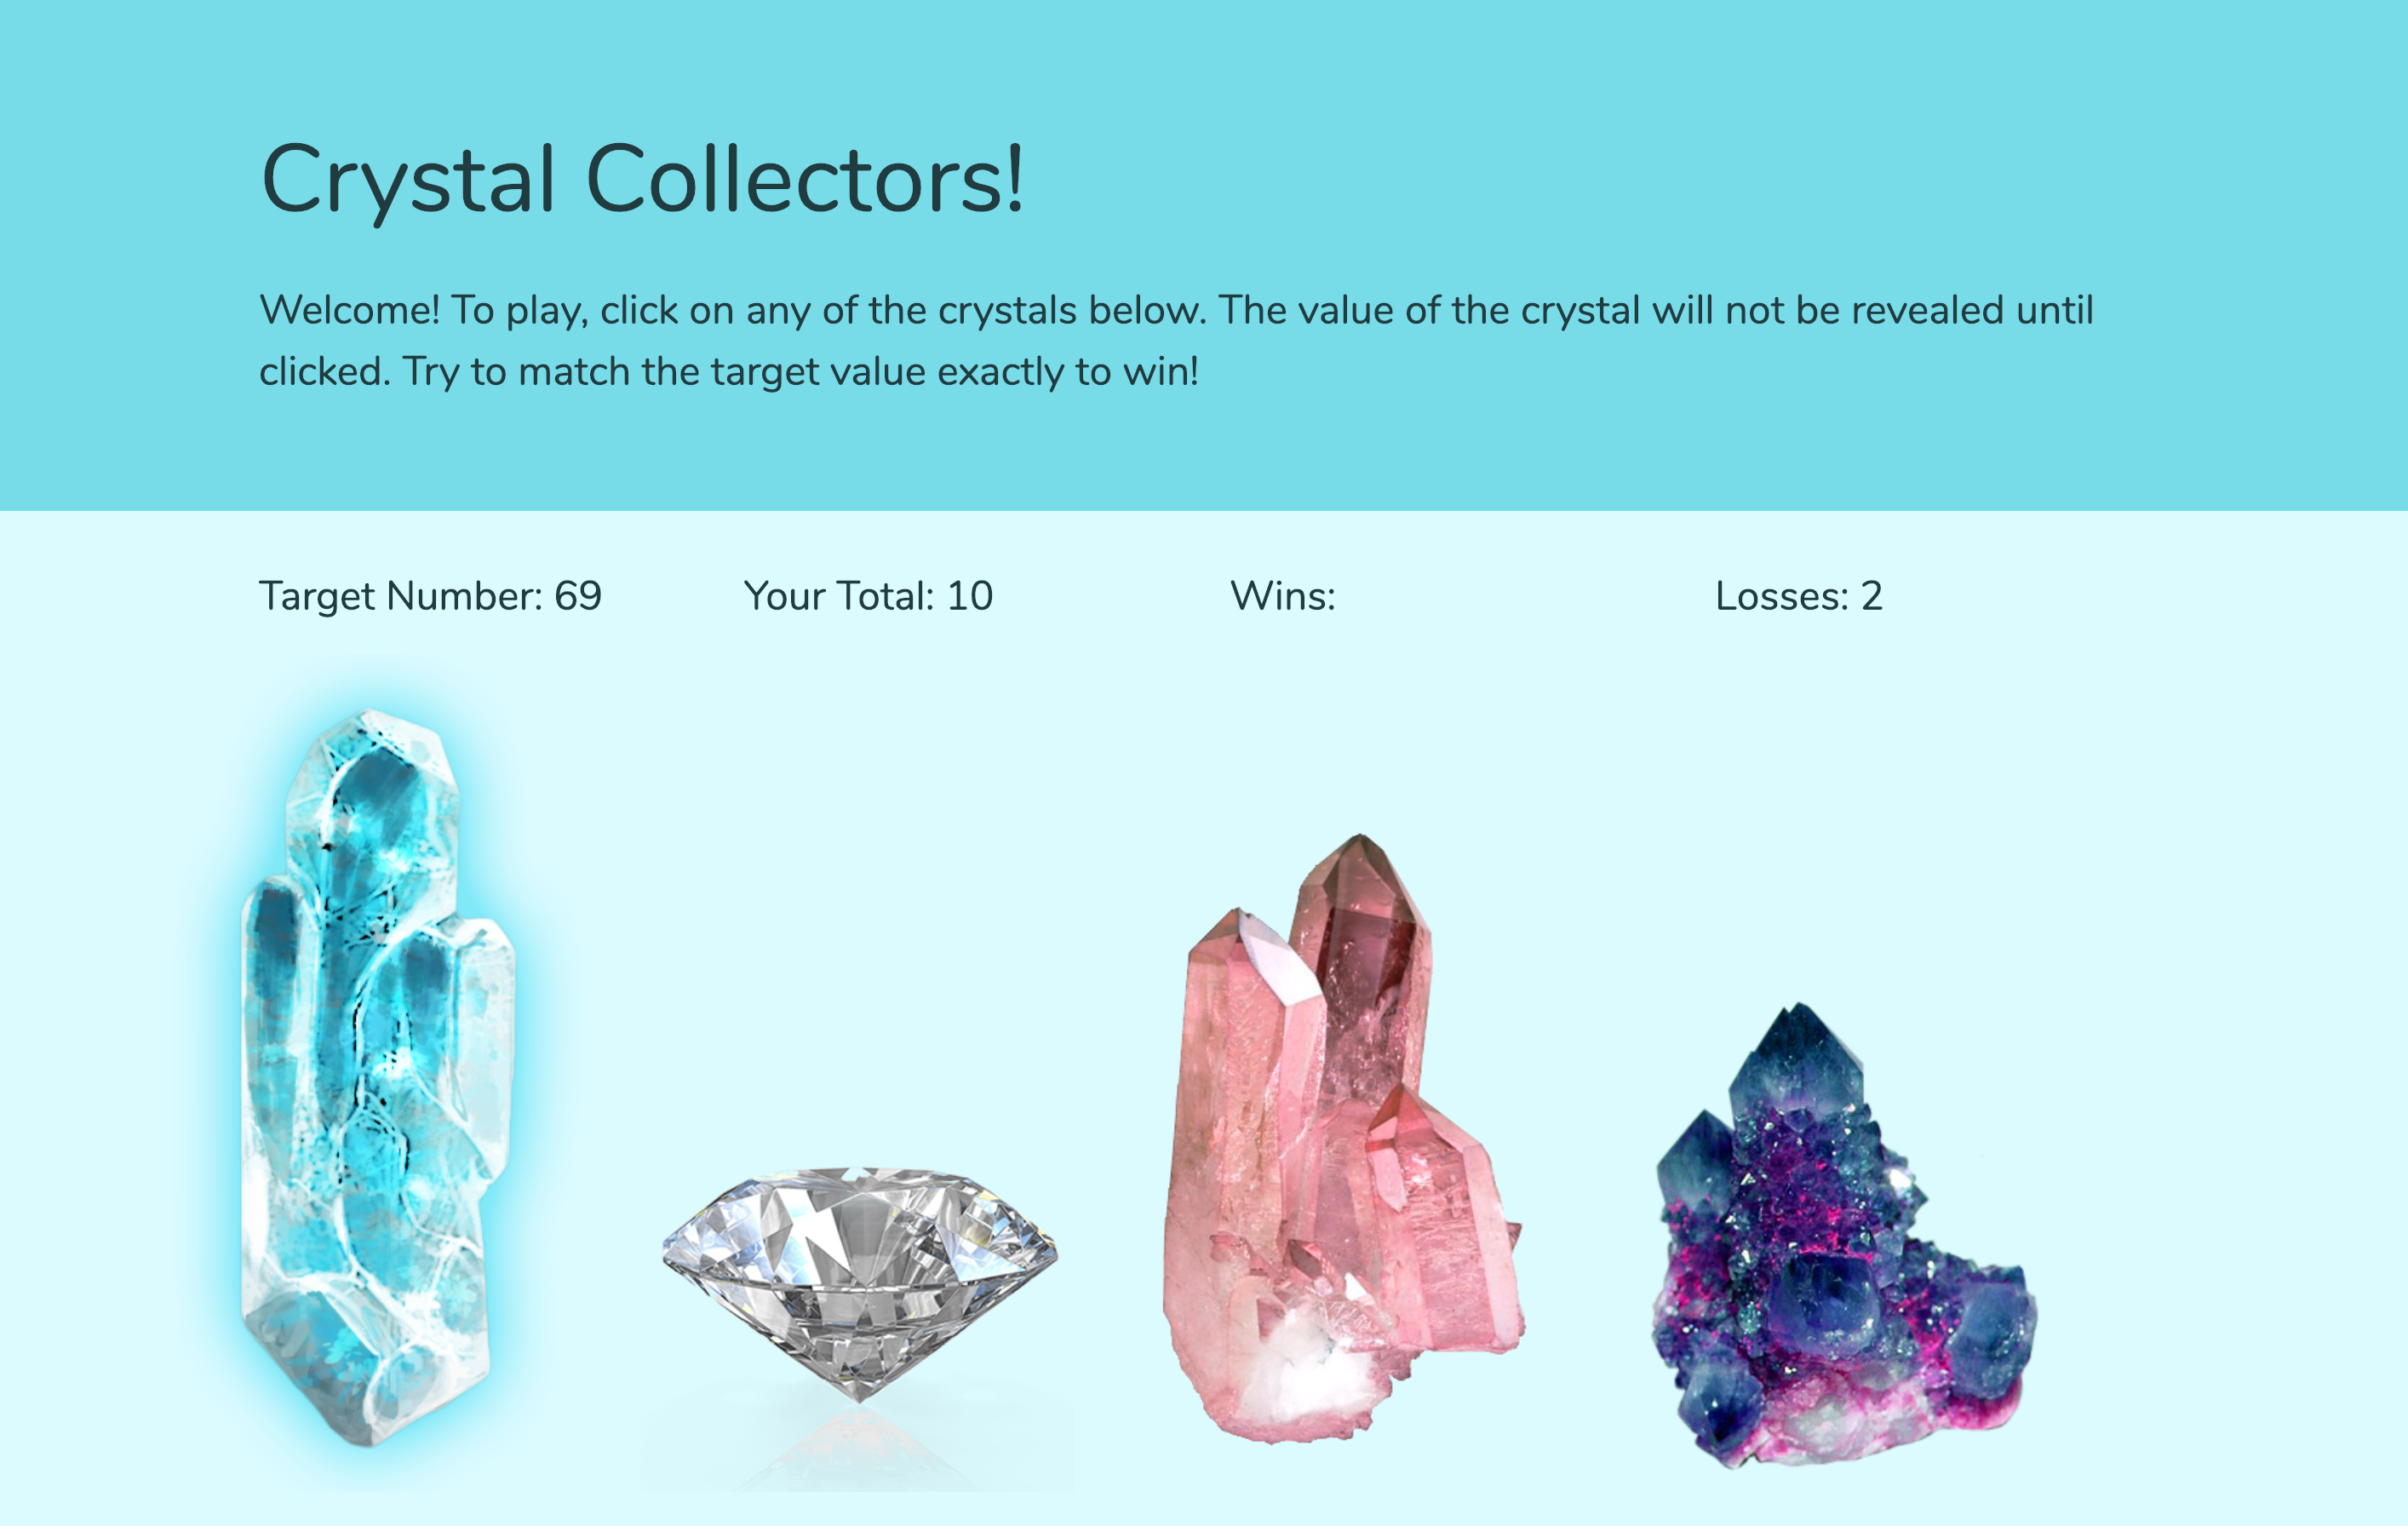 Crystal Collectors!
Welcome! To play, click on any of the crystals below. The value of the crystal will not be revealed until
clicked. Try to match the target value exactly to win!
Target Number: 69 Your Total: 10 Wins: Losses: 2